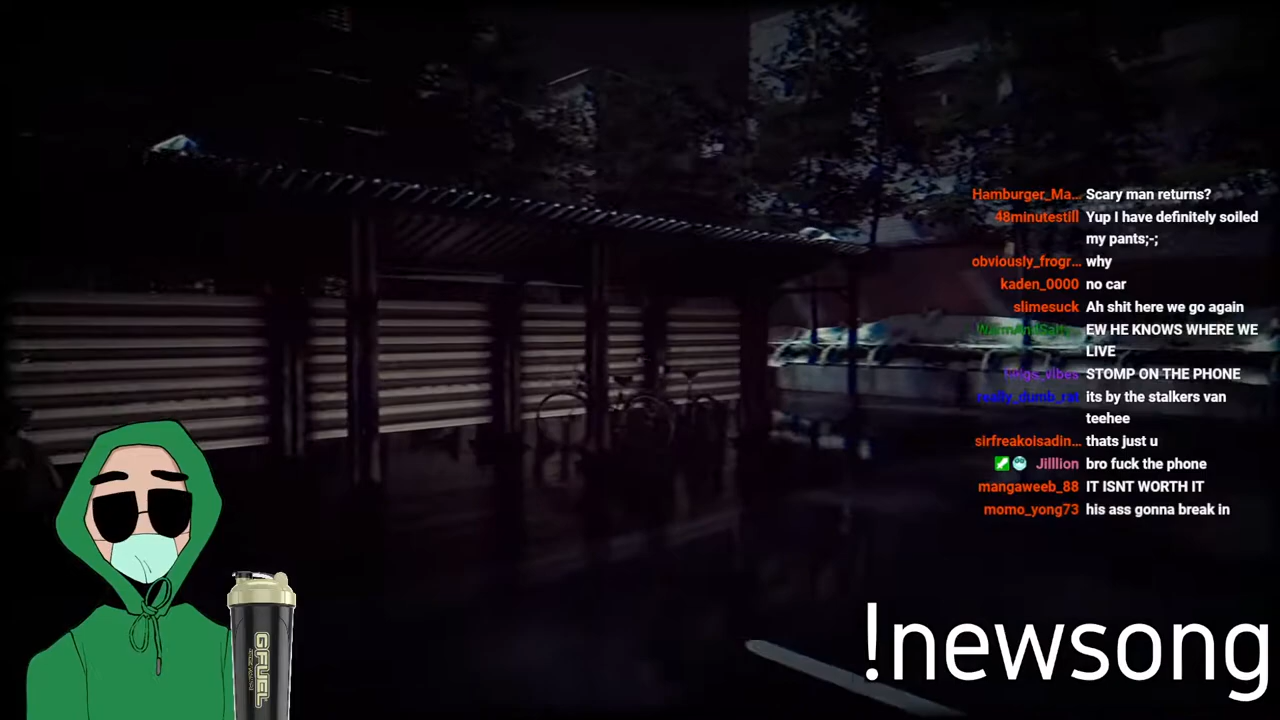 Hamburger_Ma... Scary man returns?
48minutestill Yup I have definitely soiled
my pants;-;
obviously_frogr... why
kaden_0000 no car
slimesuck Ah shit here we go again
EW HE KNOWS WHERE WE
LIVE
STOMP ON THE PHONE
really_dumb_rat its by the stalkers van
teehee
sirfreakoisadin... thats just u
Jilllion bro fuck the phone
mangaweeb_88 IT ISNT WORTH IT
momo_yong73 his ass gonna break in
!newsong
G FUEL